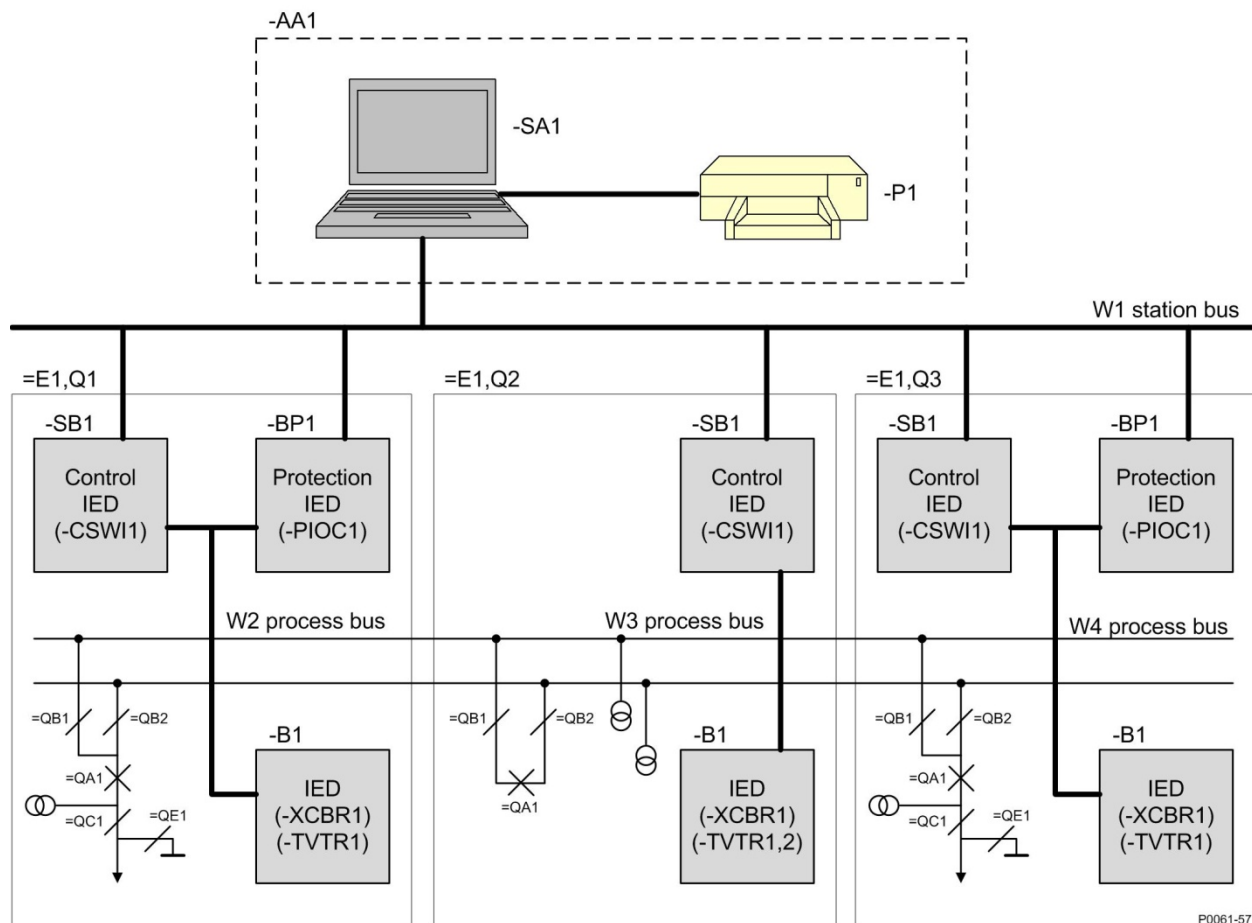 -AA1
-SA1
-P1
W1 station bus
=E1,Q1
=E1,Q2
=E1,Q3
-SB1
-BP1
-SB1
-SB1
-BP1
Control
IED
(-CSWI1)
Protection
IED
(-PIOC1)
Control
IED
(-CSWI1)
Control
IED
(-CSWI1)
Protection
IED
(-PIOC1)
W2 process bus
W3 process bus
W4 process bus
=QB1
=QB2
=QA1
=QC1
=QE1
-B1
IED
(-XCBR1)
(-TVTR1)
=QB1
=QB2
=QA1
-B1
IED
(-XCBR1)
(-TVTR1,2)
=QB1
=QB2
=QA1
=QC1
=QE1
-B1
IED
(-XCBR1)
(-TVTR1)
P0061-57